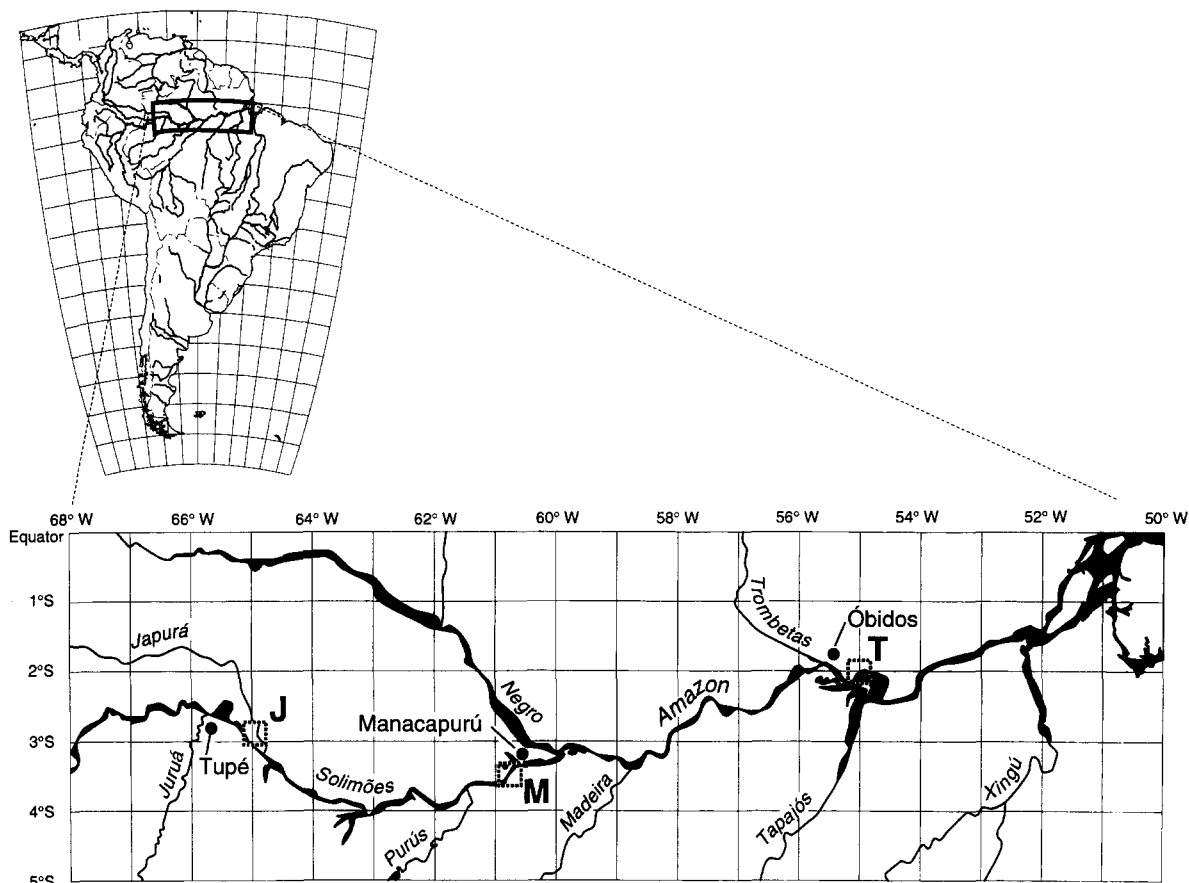 68° W 66° W 64° W 62° W 60° W 58° W 56° W 54° W 52° W 50° W
Equator
1°S
2°S
3°S
4°S
5°S
Japurá
J
Tupé
Juruá
Solimões
Negro
Manacapurú
M
Purús
Madeira
Amazon
Trombetas
Óbidos
T
Tapajós
Xingú